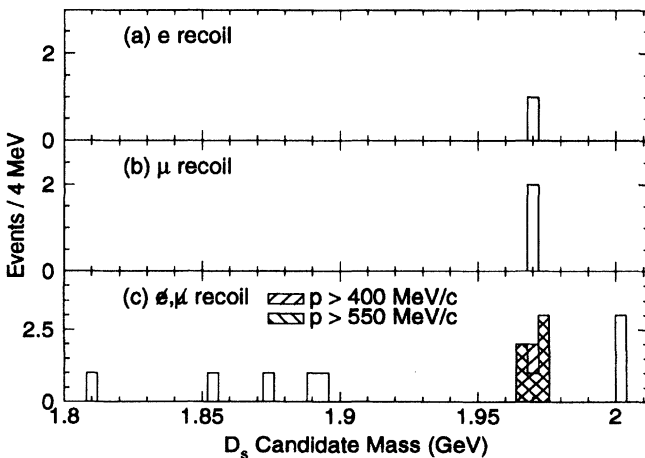 (a) e recoil
2
0
(b) μ recoil
2
0
(c) e̸,μ̸ recoil
p > 400 MeV/c
p > 550 MeV/c
2.5
0
1.8 1.85 1.9 1.95 2
Events / 4 MeV
D_s Candidate Mass (GeV)